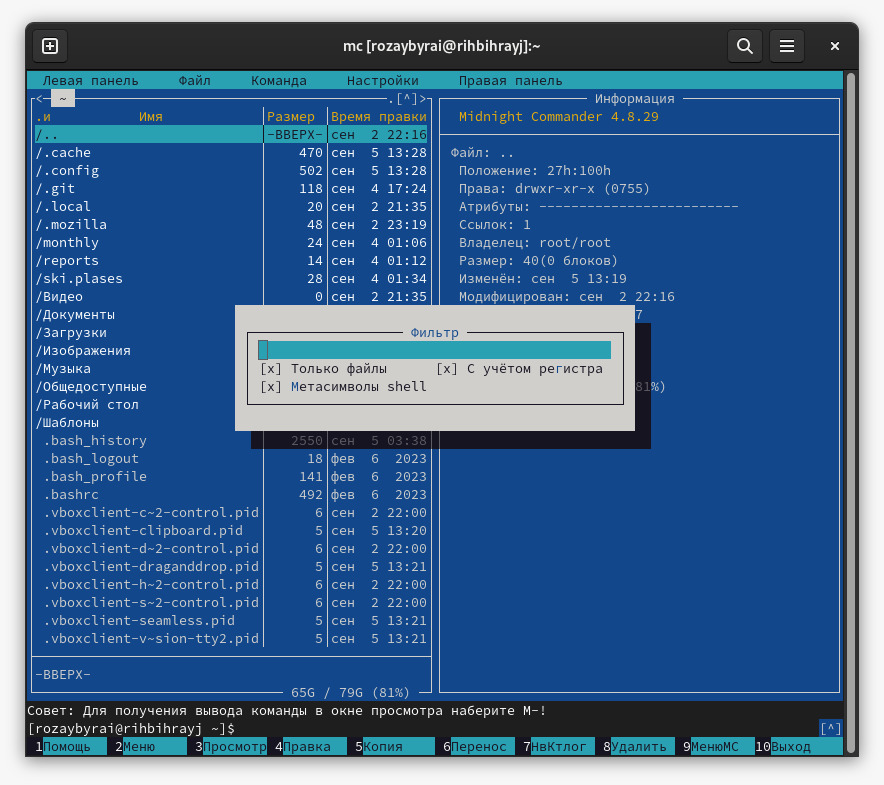 mc [rozaybyrai@rihbihrayj]:~
Левая панель Файл Команда Настройки Правая панель
<- ~ .[^]>
.и Имя Размер Время правки
/.. -ВВЕРХ- сен 2 22:16
/.cache 470 сен 5 13:28
/.config 502 сен 5 13:28
/.git 118 сен 4 17:24
/.local 20 сен 2 21:35
/.mozilla 48 сен 2 23:19
/monthly 24 сен 4 01:06
/reports 14 сен 4 01:12
/ski.plases 28 сен 4 01:34
/Видео 0 сен 2 21:35
/Документы
/Загрузки
/Изображения
/Музыка
/Общедоступные
/Рабочий стол
/Шаблоны
.bash_history 2550 сен 5 03:38
.bash_logout 18 фев 6 2023
.bash_profile 141 фев 6 2023
.bashrc 492 фев 6 2023
.vboxclient-c~2-control.pid 6 сен 2 22:00
.vboxclient-clipboard.pid 5 сен 5 13:20
.vboxclient-d~2-control.pid 6 сен 2 22:00
.vboxclient-draganddrop.pid 5 сен 5 13:21
.vboxclient-h~2-control.pid 6 сен 2 22:00
.vboxclient-s~2-control.pid 6 сен 2 22:00
.vboxclient-seamless.pid 5 сен 5 13:21
.vboxclient-v~sion-tty2.pid 5 сен 5 13:21
-ВВЕРХ-
65G / 79G (81%)
Информация
Midnight Commander 4.8.29
Файл: ..
Положение: 27h:100h
Права: drwxr-xr-x (0755)
Атрибуты: -------------------------
Ссылок: 1
Владелец: root/root
Размер: 40(0 блоков)
Изменён: сен 5 13:19
Модифицирован: сен 2 22:16
7
81%)
Фильтр
[x] Только файлы [x] С учётом регистра
[x] Метасимволы shell
Совет: Для получения вывода команды в окне просмотра наберите M-!
[rozaybyrai@rihbihrayj ~]$ [^]
1Помощь 2Меню 3Просмотр 4Правка 5Копия 6Перенос 7НвКтлог 8Удалить 9МенюMC 10Выход